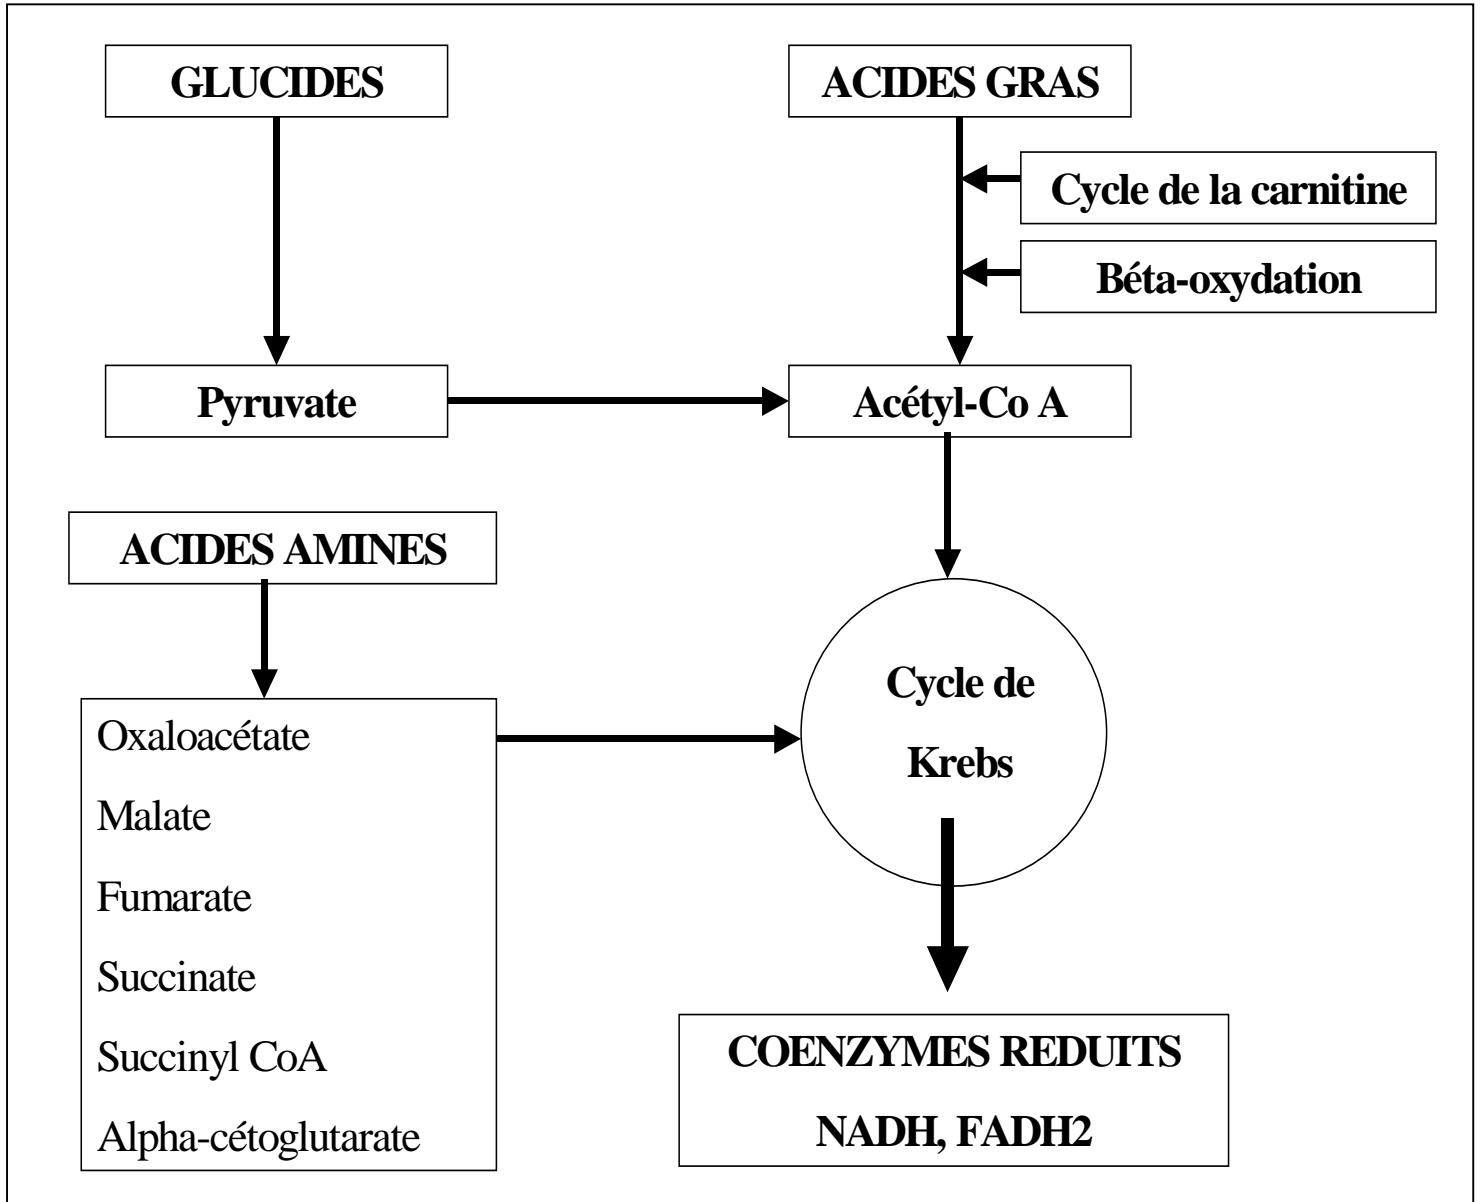 GLUCIDES
ACIDES GRAS
Cycle de la carnitine
Béta-oxydation
Pyruvate
Acétyl-Co A
ACIDES AMINES
Oxaloacétate
Malate
Fumarate
Succinate
Succinyl CoA
Alpha-cétoglutarate
Cycle de
Krebs
COENZYMES REDUITS
NADH, FADH2